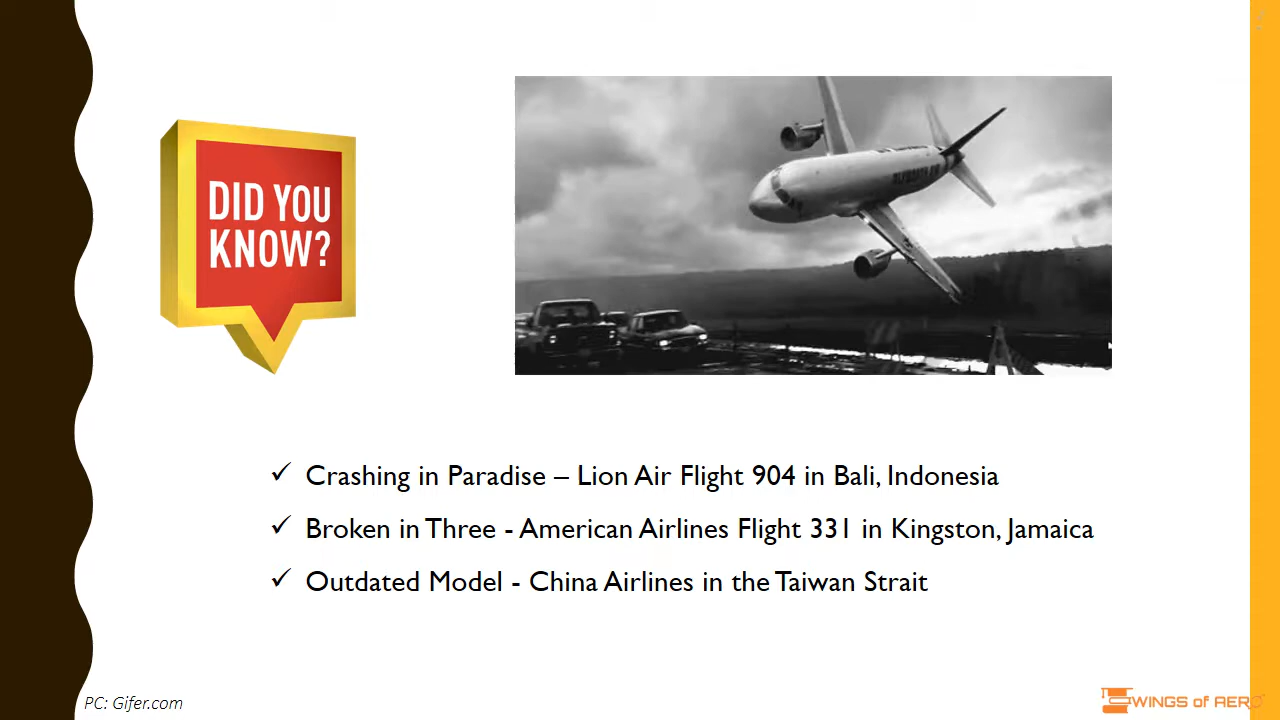 DID YOU
KNOW?
✓ Crashing in Paradise – Lion Air Flight 904 in Bali, Indonesia
✓ Broken in Three - American Airlines Flight 331 in Kingston, Jamaica
✓ Outdated Model - China Airlines in the Taiwan Strait
PC: Gifer.com
WINGS of AERO